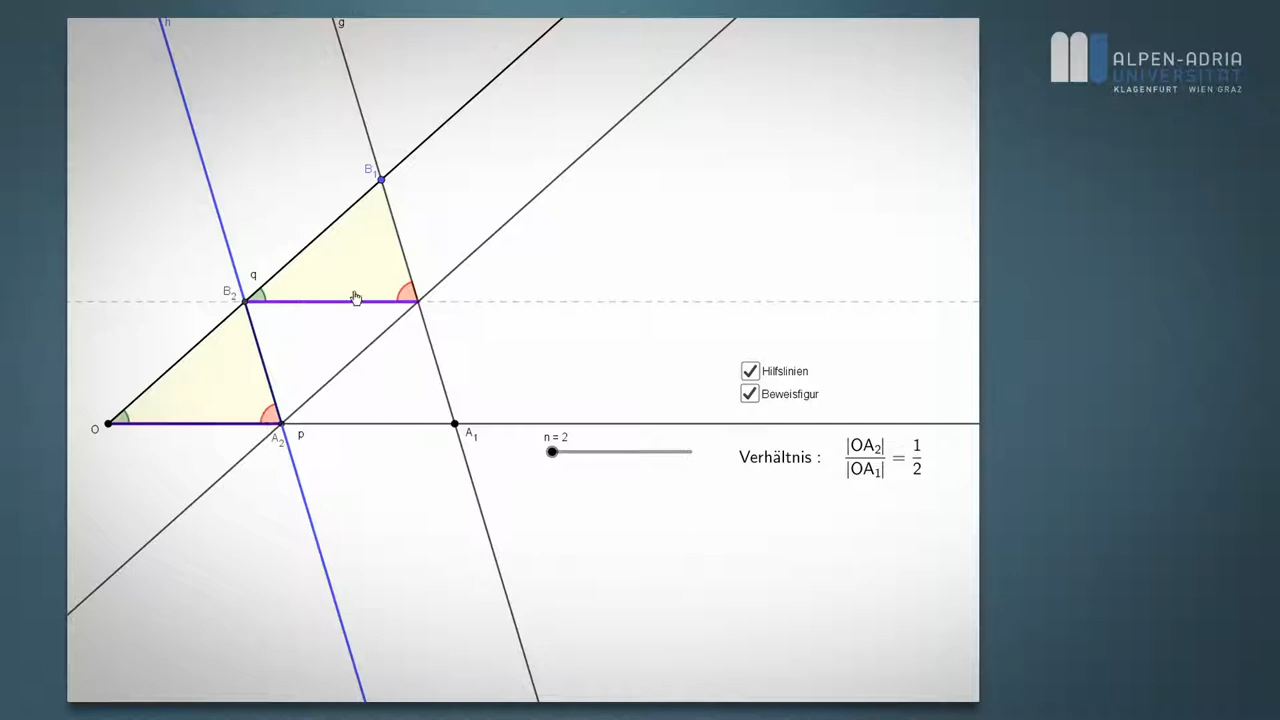 h
g
B₁
q
B₂
O
A₂
p
A₁
n = 2
Hilfslinien
Beweisfigur
Verhältnis : |OA₂| / |OA₁| = 1 / 2
ALPEN-ADRIA
UNIVERSITÄT
KLAGENFURT WIEN GRAZ